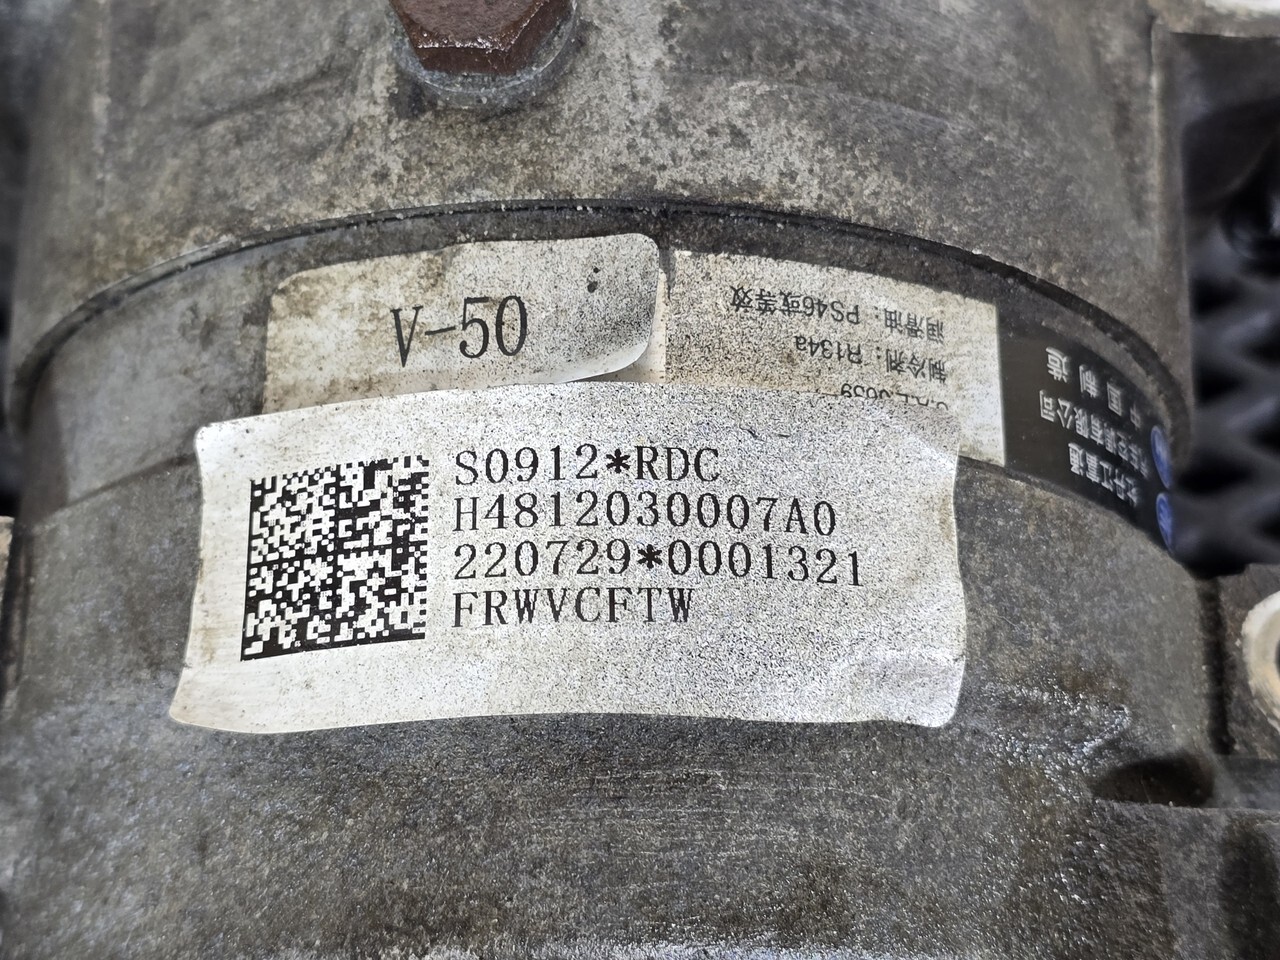 V-50
润滑油：PS46或等效
制冷剂：R134a
S0912*RDC
H4812030007A0
220729*0001321
FRWVCFTW
中国制造